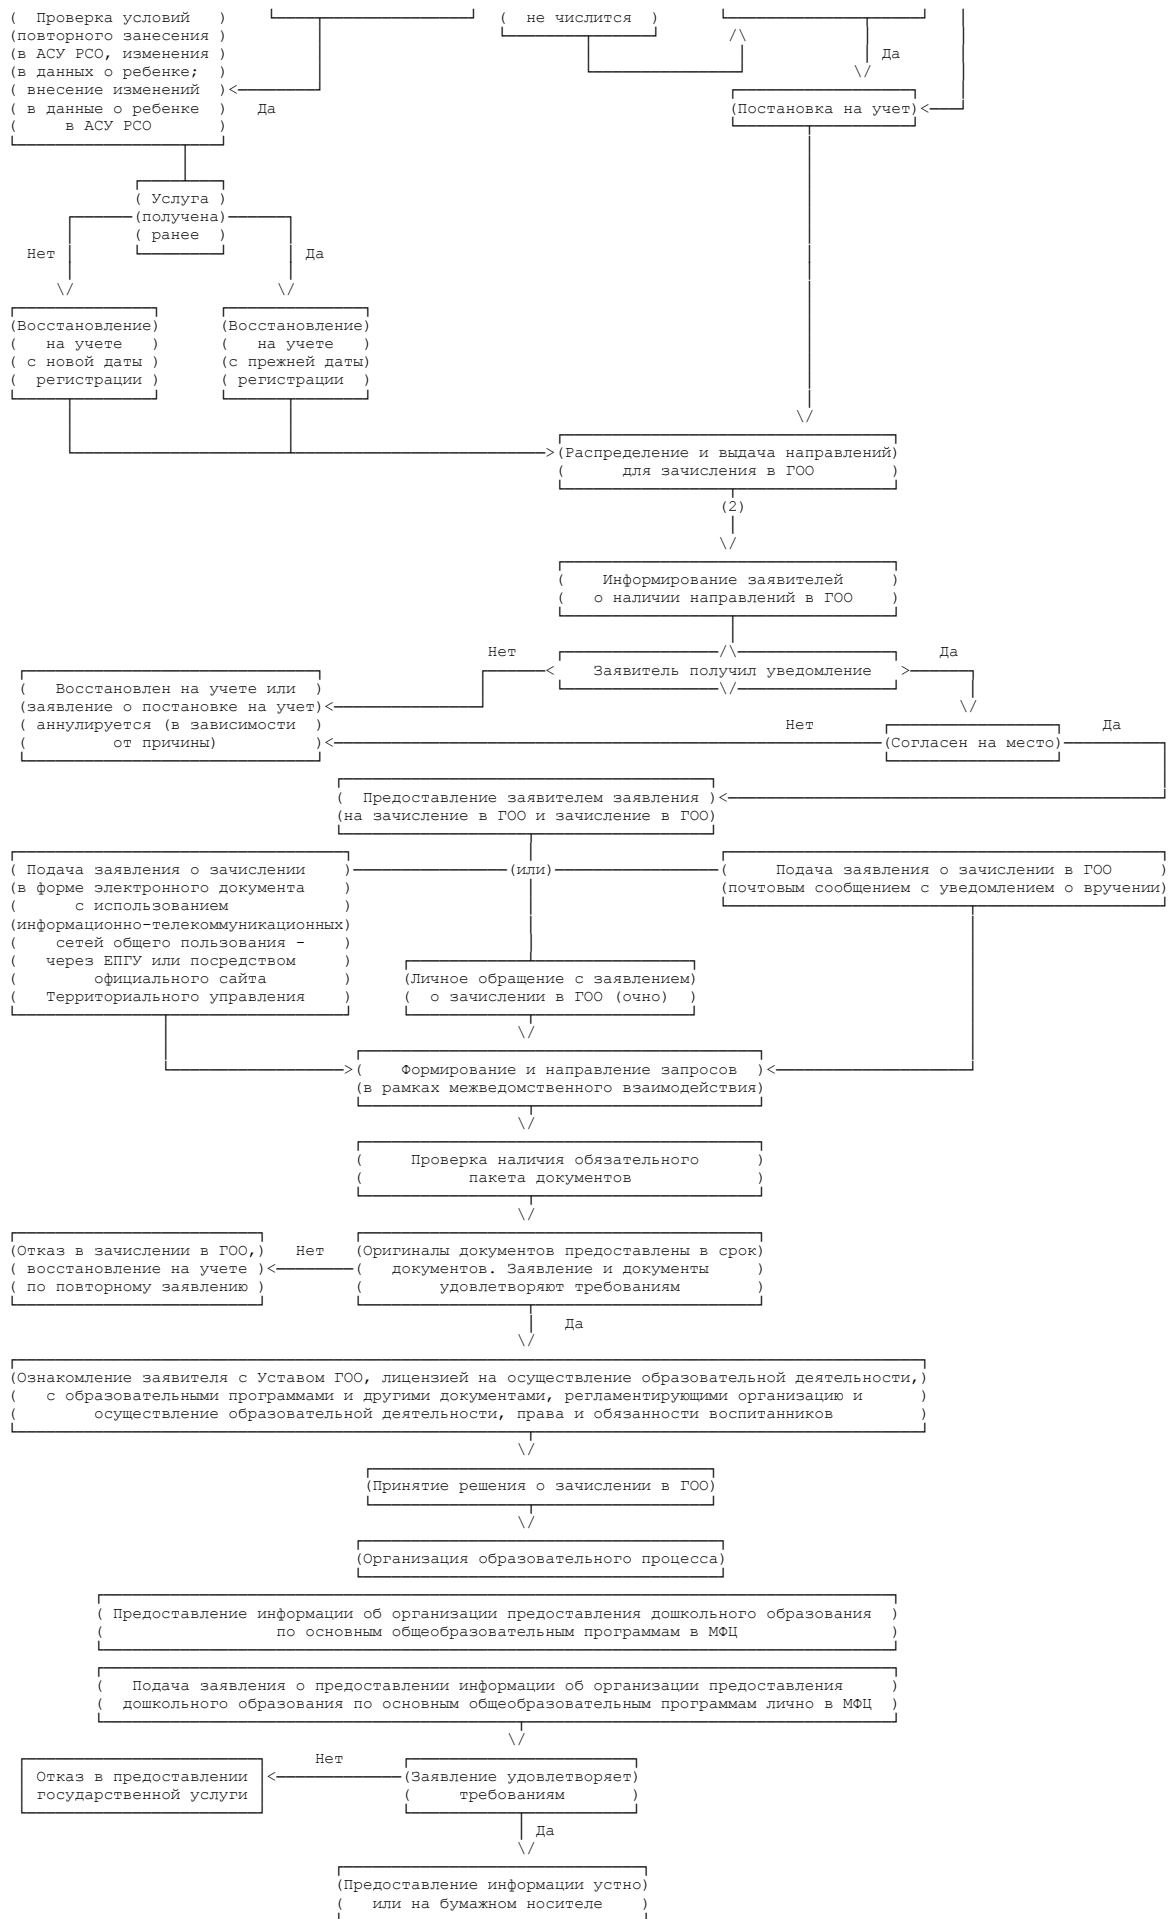 Проверка условий
повторного занесения
в АСУ РСО, изменения
в данных о ребенке;
внесение изменений
в данные о ребенке
в АСУ РСО
Да
не числится
Да
(Постановка на учет)
( Услуга )
(получена)
( ранее )
Нет
Да
(Восстановление)
( на учете )
( с новой даты )
( регистрации )
(Восстановление)
( на учете )
(с прежней даты)
( регистрации )
(Распределение и выдача направлений)
( для зачисления в ГОО )
(2)
( Информирование заявителей )
( о наличии направлений в ГОО )
Нет
Заявитель получил уведомление
Да
( Восстановлен на учете или )
(заявление о постановке на учет)
( аннулируется (в зависимости )
( от причины) )
Нет
(Согласен на место)
Да
( Предоставление заявителем заявления )
(на зачисление в ГОО и зачисление в ГОО)
( Подача заявления о зачислении )
(в форме электронного документа )
( с использованием )
(информационно-телекоммуникационных)
( сетей общего пользования - )
( через ЕПГУ или посредством )
( официального сайта )
( Территориального управления )
(или)
( Подача заявления о зачислении в ГОО )
(почтовым сообщением с уведомлением о вручении)
(Личное обращение с заявлением)
( о зачислении в ГОО (очно) )
( Формирование и направление запросов )
(в рамках межведомственного взаимодействия)
( Проверка наличия обязательного )
( пакета документов )
(Отказ в зачислении в ГОО,)
( восстановление на учете )
( по повторному заявлению )
Нет
(Оригиналы документов предоставлены в срок)
( документов. Заявление и документы )
( удовлетворяют требованиям )
Да
(Ознакомление заявителя с Уставом ГОО, лицензией на осуществление образовательной деятельности,)
( с образовательными программами и другими документами, регламентирующими организацию и )
( осуществление образовательной деятельности, права и обязанности воспитанников )
(Принятие решения о зачислении в ГОО)
(Организация образовательного процесса)
( Предоставление информации об организации предоставления дошкольного образования )
( по основным общеобразовательным программам в МФЦ )
( Подача заявления о предоставлении информации об организации предоставления )
( дошкольного образования по основным общеобразовательным программам лично в МФЦ )
Отказ в предоставлении
государственной услуги
Нет
(Заявление удовлетворяет)
( требованиям )
Да
(Предоставление информации устно)
( или на бумажном носителе )